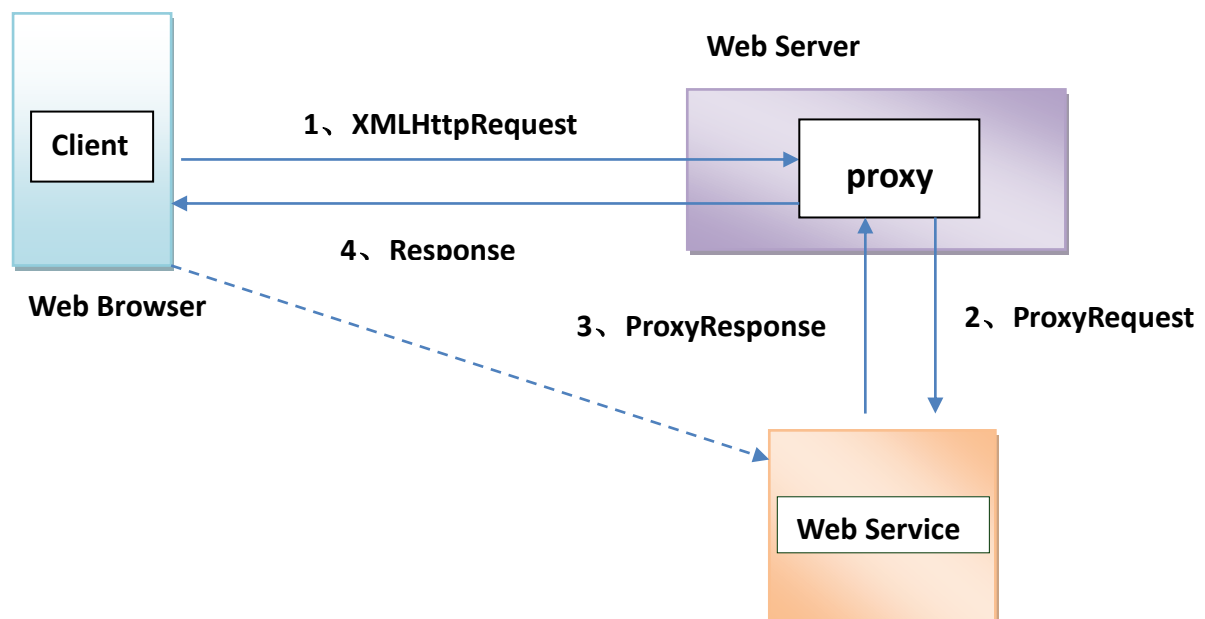 Web Server
Client
1、XMLHttpRequest
proxy
4、Response
Web Browser
3、ProxyResponse
2、ProxyRequest
Web Service